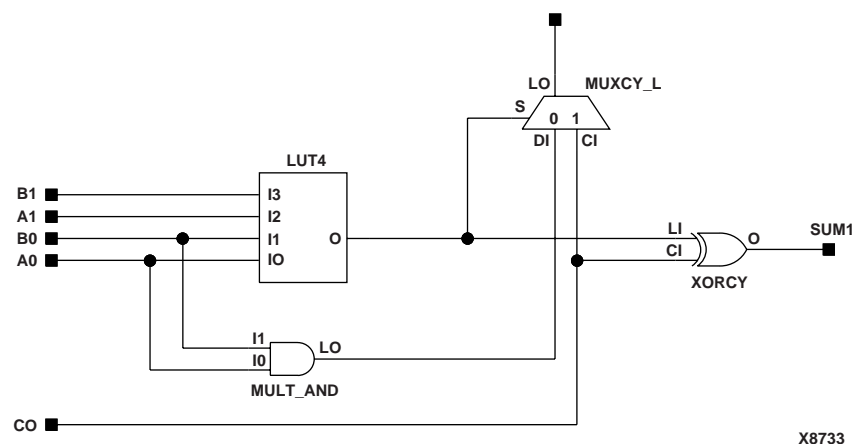 LO
MUXCY_L
S
0 1
DI
CI
LUT4
B1
I3
A1
I2
B0
I1
O
A0
IO
LI
CI
O
SUM1
XORCY
I1
I0
LO
MULT_AND
CO
X8733